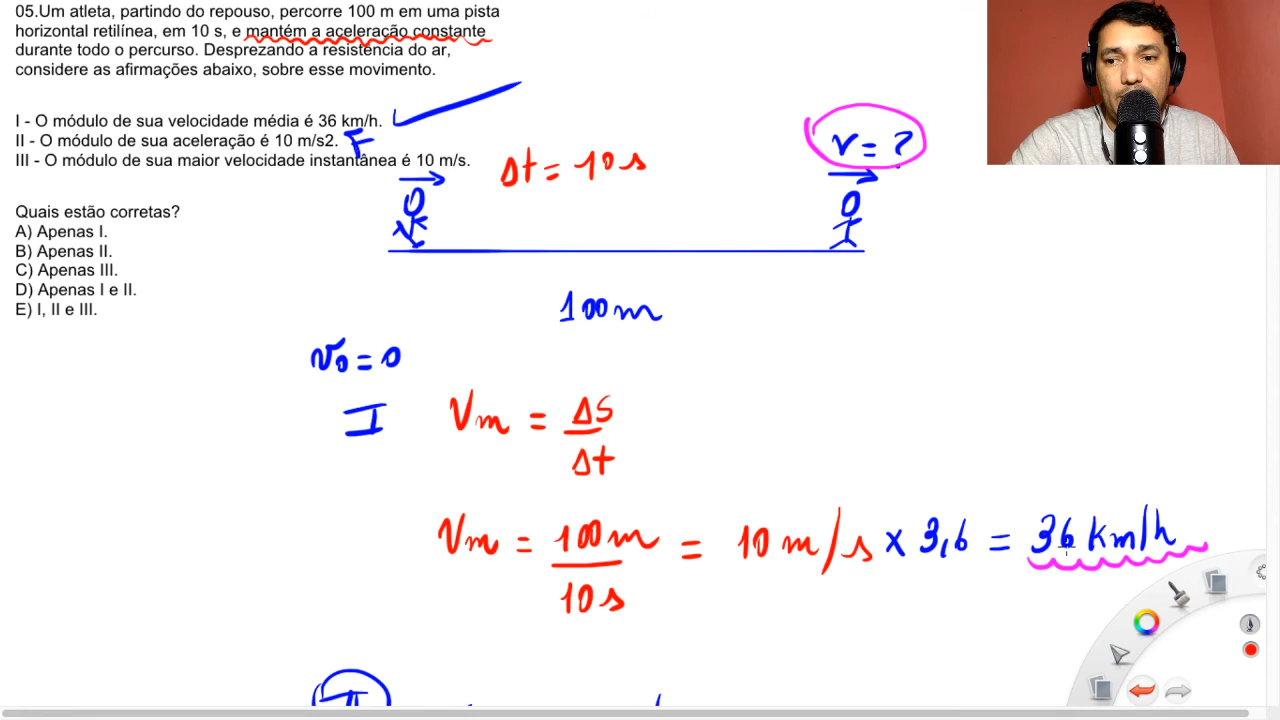 05.Um atleta, partindo do repouso, percorre 100 m em uma pista
horizontal retilínea, em 10 s, e mantém a aceleração constante
durante todo o percurso. Desprezando a resistência do ar,
considere as afirmações abaixo, sobre esse movimento.
I - O módulo de sua velocidade média é 36 km/h.
II - O módulo de sua aceleração é 10 m/s2. F
III - O módulo de sua maior velocidade instantânea é 10 m/s.
Δt = 10 s
v = ?
Quais estão corretas?
A) Apenas I.
B) Apenas II.
C) Apenas III.
D) Apenas I e II.
E) I, II e III.
100 m
v0 = 0
I
Vm = ΔS / Δt
Vm = 100 m / 10 s = 10 m/s × 3,6 = 36 km/h
II